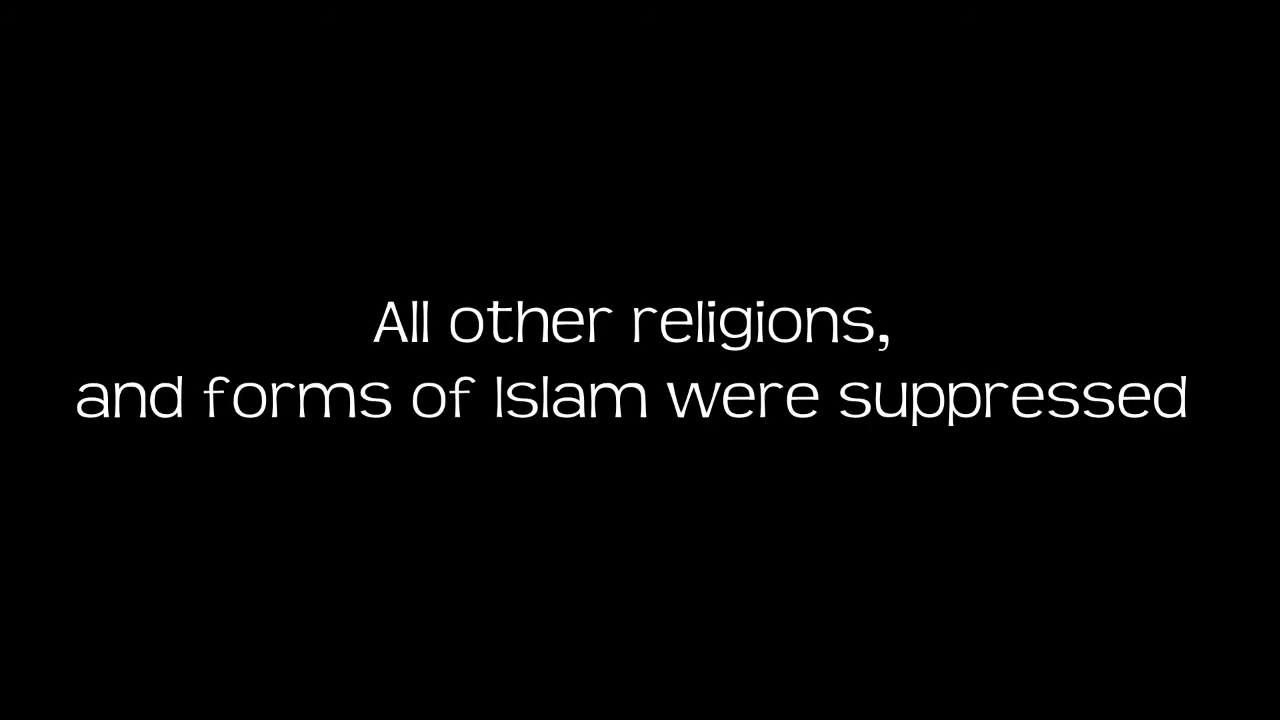 All other religions,
and forms of Islam were suppressed